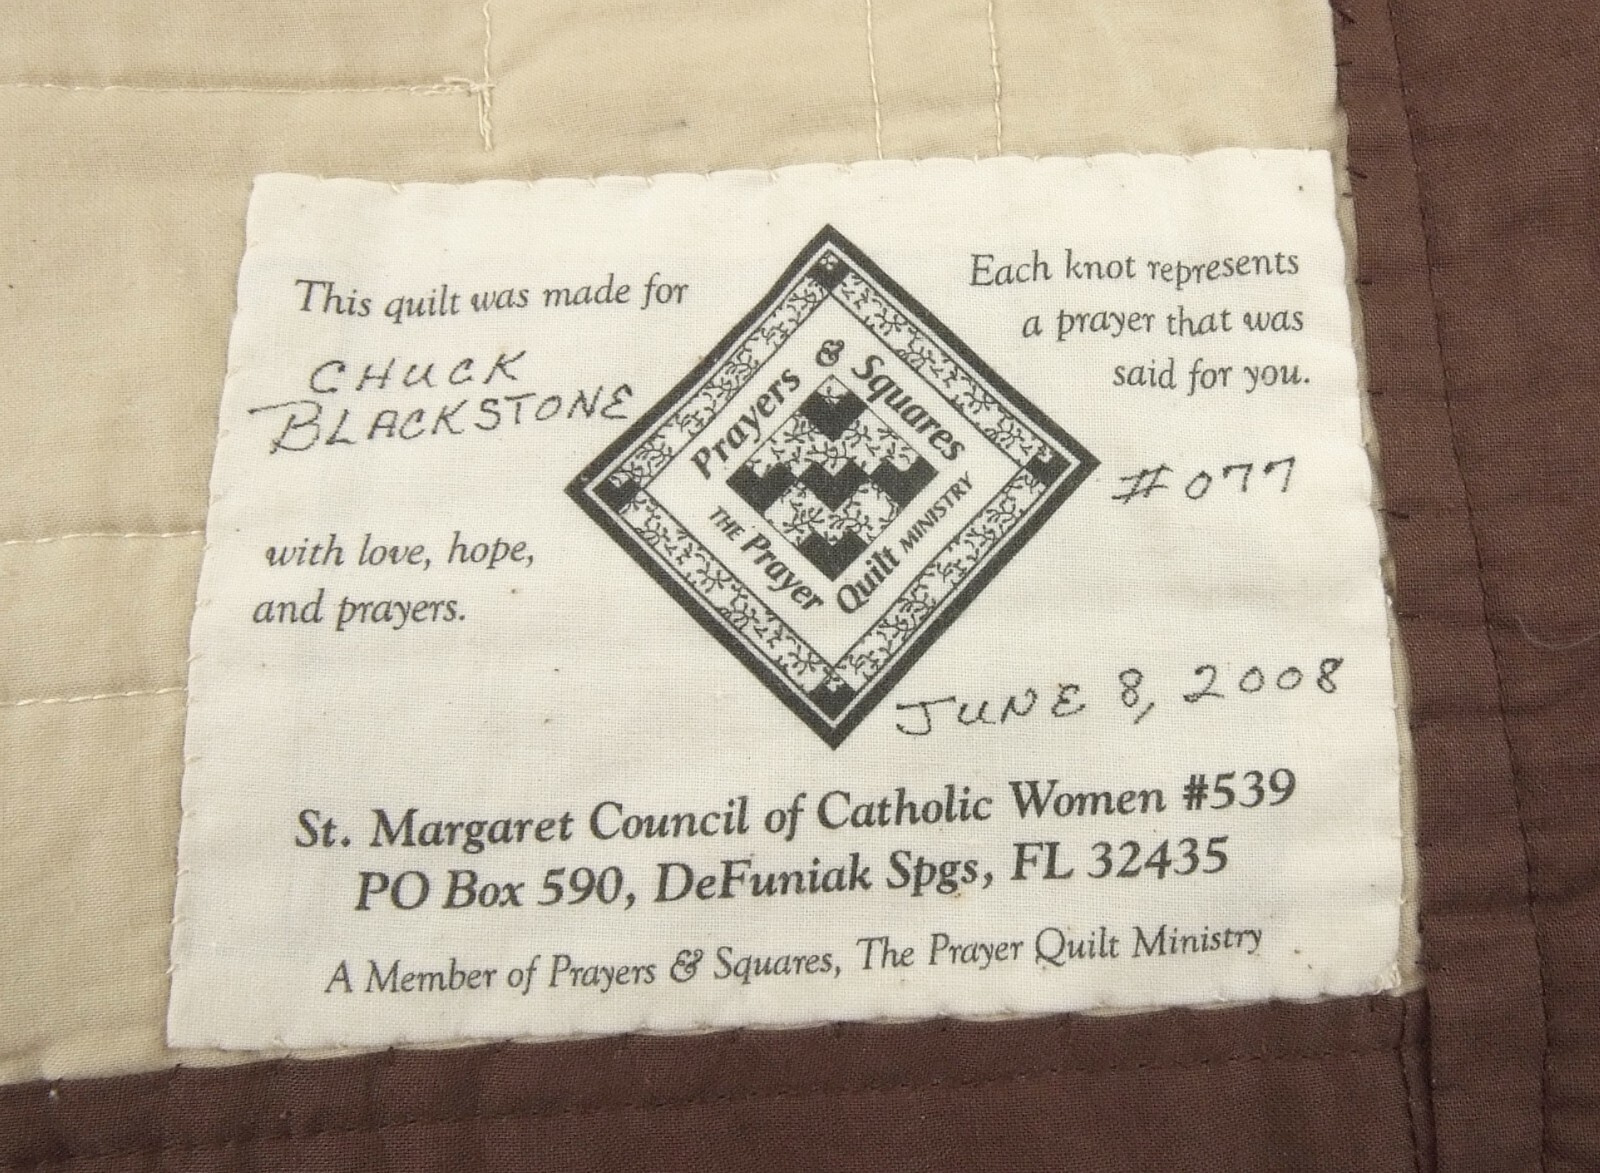 This quilt was made for
CHUCK
BLACKSTONE
with love, hope,
and prayers.
Prayers & Squares
THE Prayer Quilt MINISTRY
Each knot represents
a prayer that was
said for you.
#077
JUNE 8, 2008
St. Margaret Council of Catholic Women #539
PO Box 590, DeFuniak Spgs, FL 32435
A Member of Prayers & Squares, The Prayer Quilt Ministry